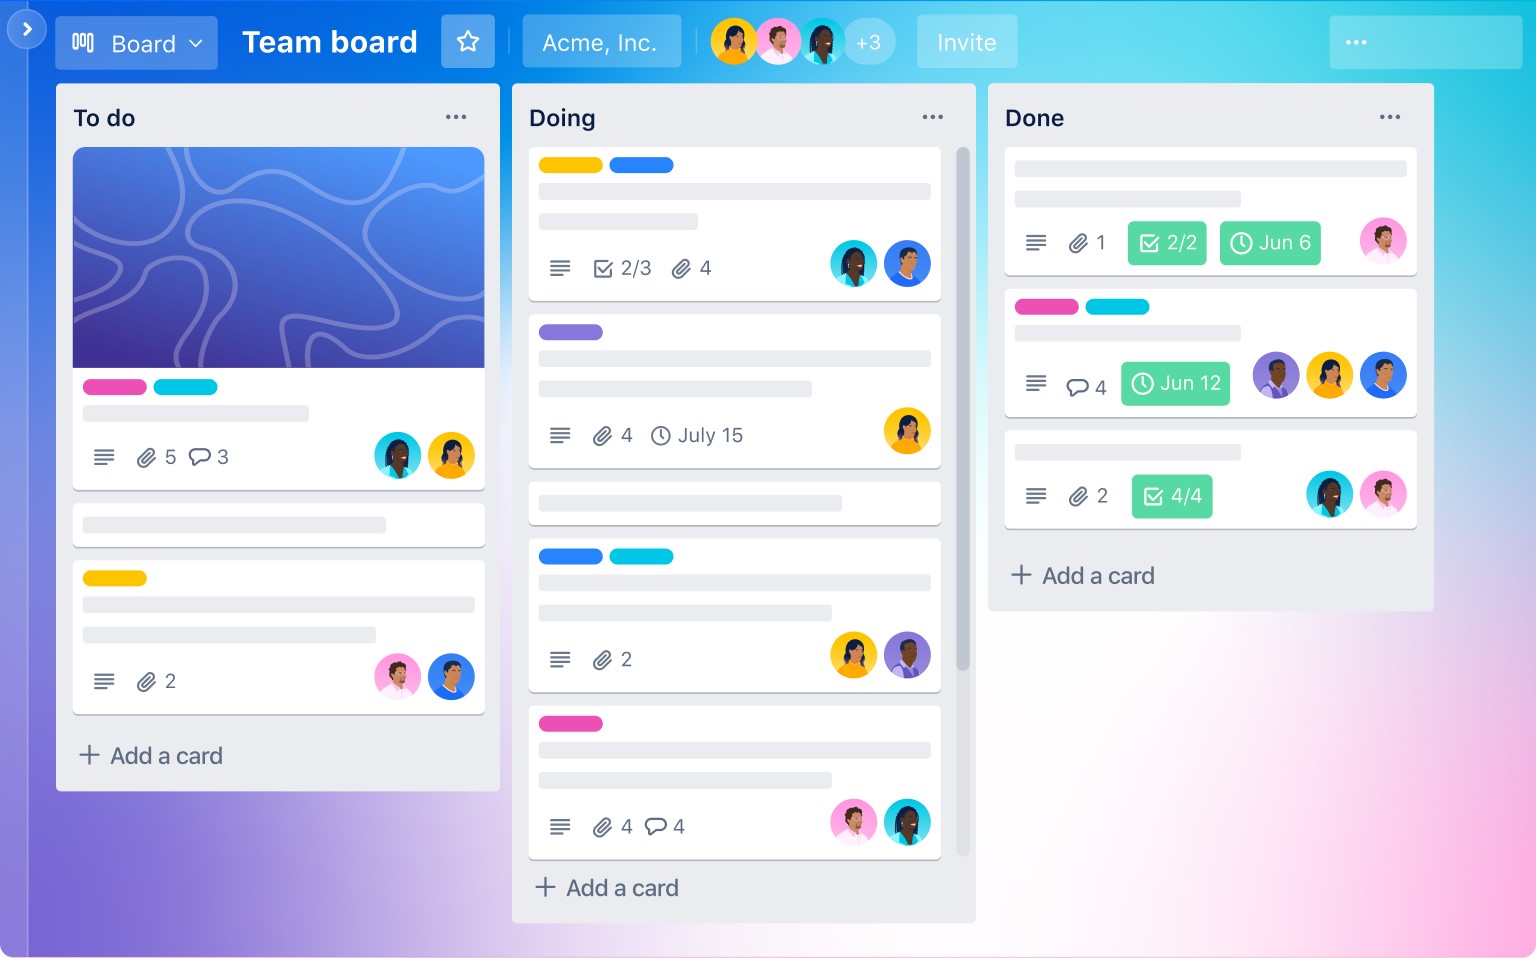 Board Team board Acme, Inc. +3 Invite
To do
5 3
2
Add a card
Doing
2/3 4
4 July 15
2
4 4
Add a card
Done
1 2/2 Jun 6
4 Jun 12
2 4/4
Add a card